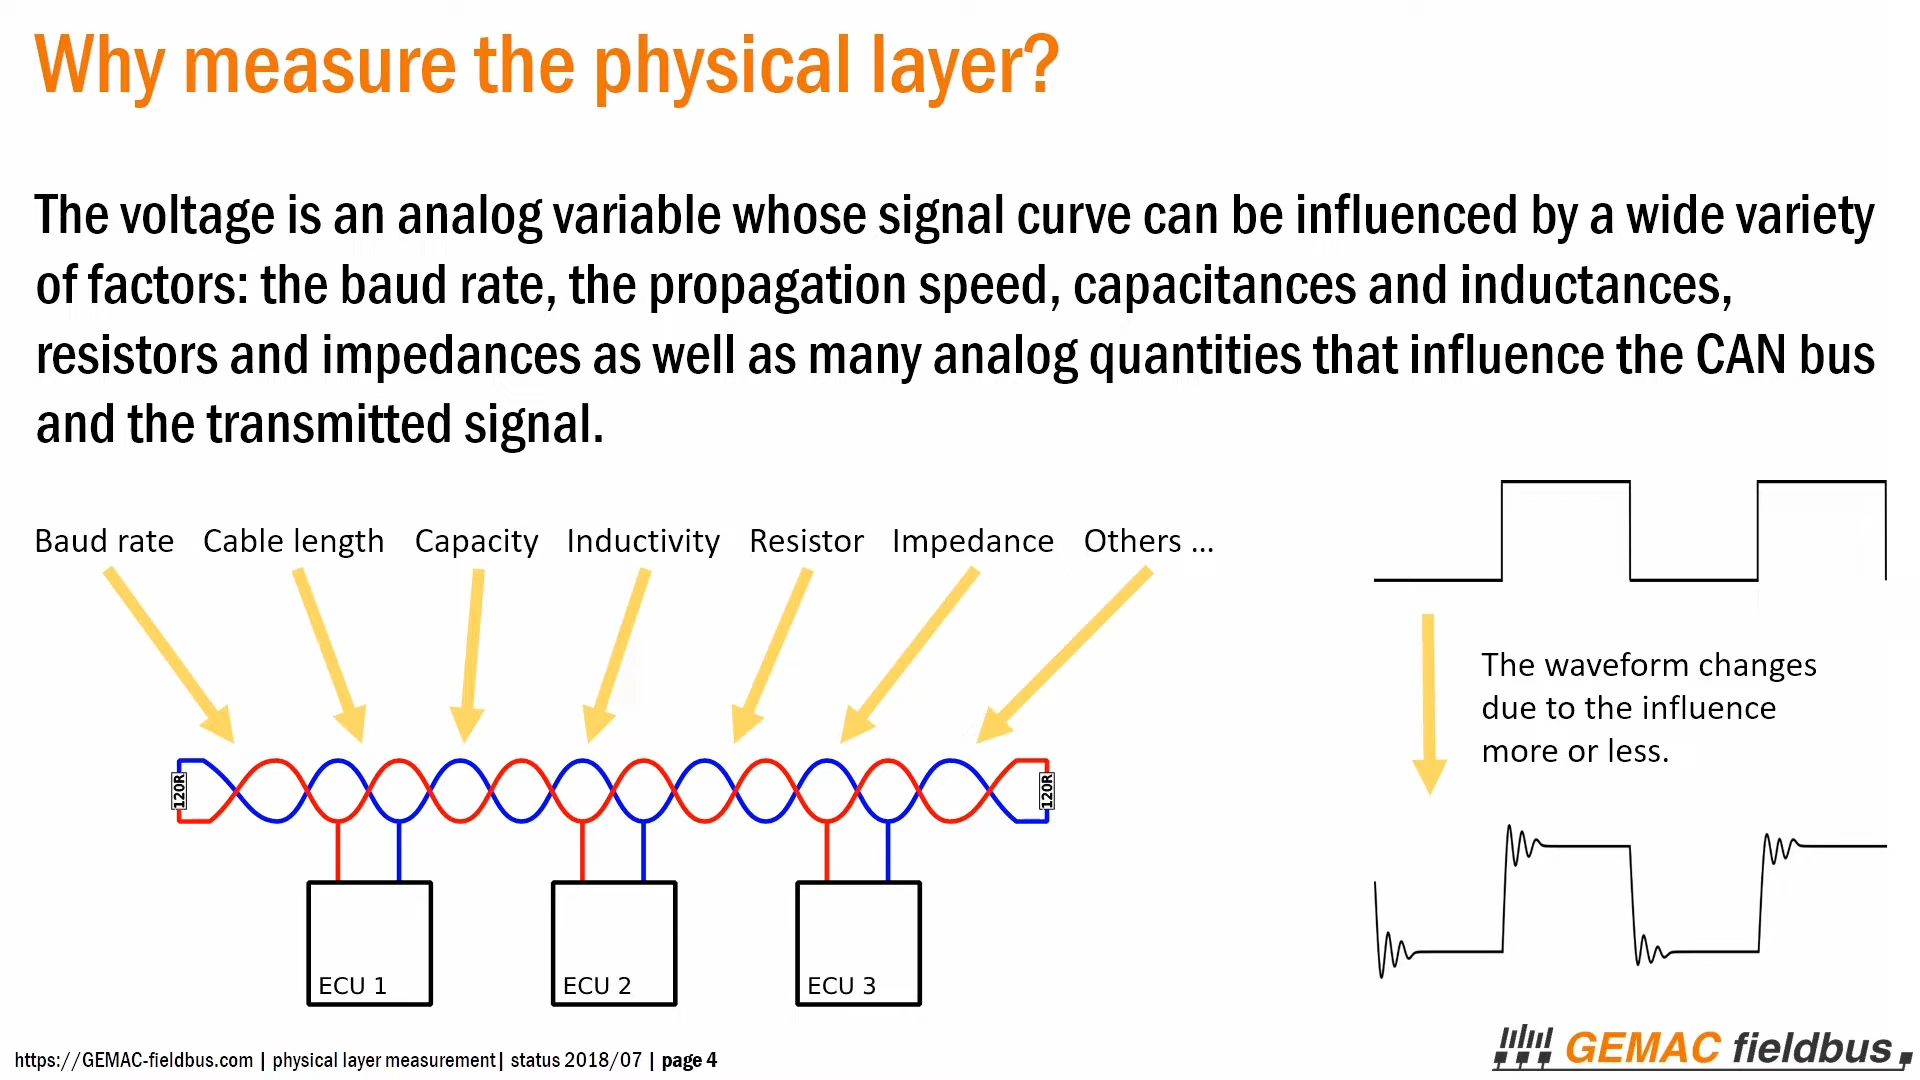 Why measure the physical layer?
The voltage is an analog variable whose signal curve can be influenced by a wide variety
of factors: the baud rate, the propagation speed, capacitances and inductances,
resistors and impedances as well as many analog quantities that influence the CAN bus
and the transmitted signal.
Baud rate Cable length Capacity Inductivity Resistor Impedance Others ...
The waveform changes
due to the influence
more or less.
120R 120R
ECU 1 ECU 2 ECU 3
https://GEMAC-fieldbus.com | physical layer measurement| status 2018/07 | page 4
GEMAC fieldbus.